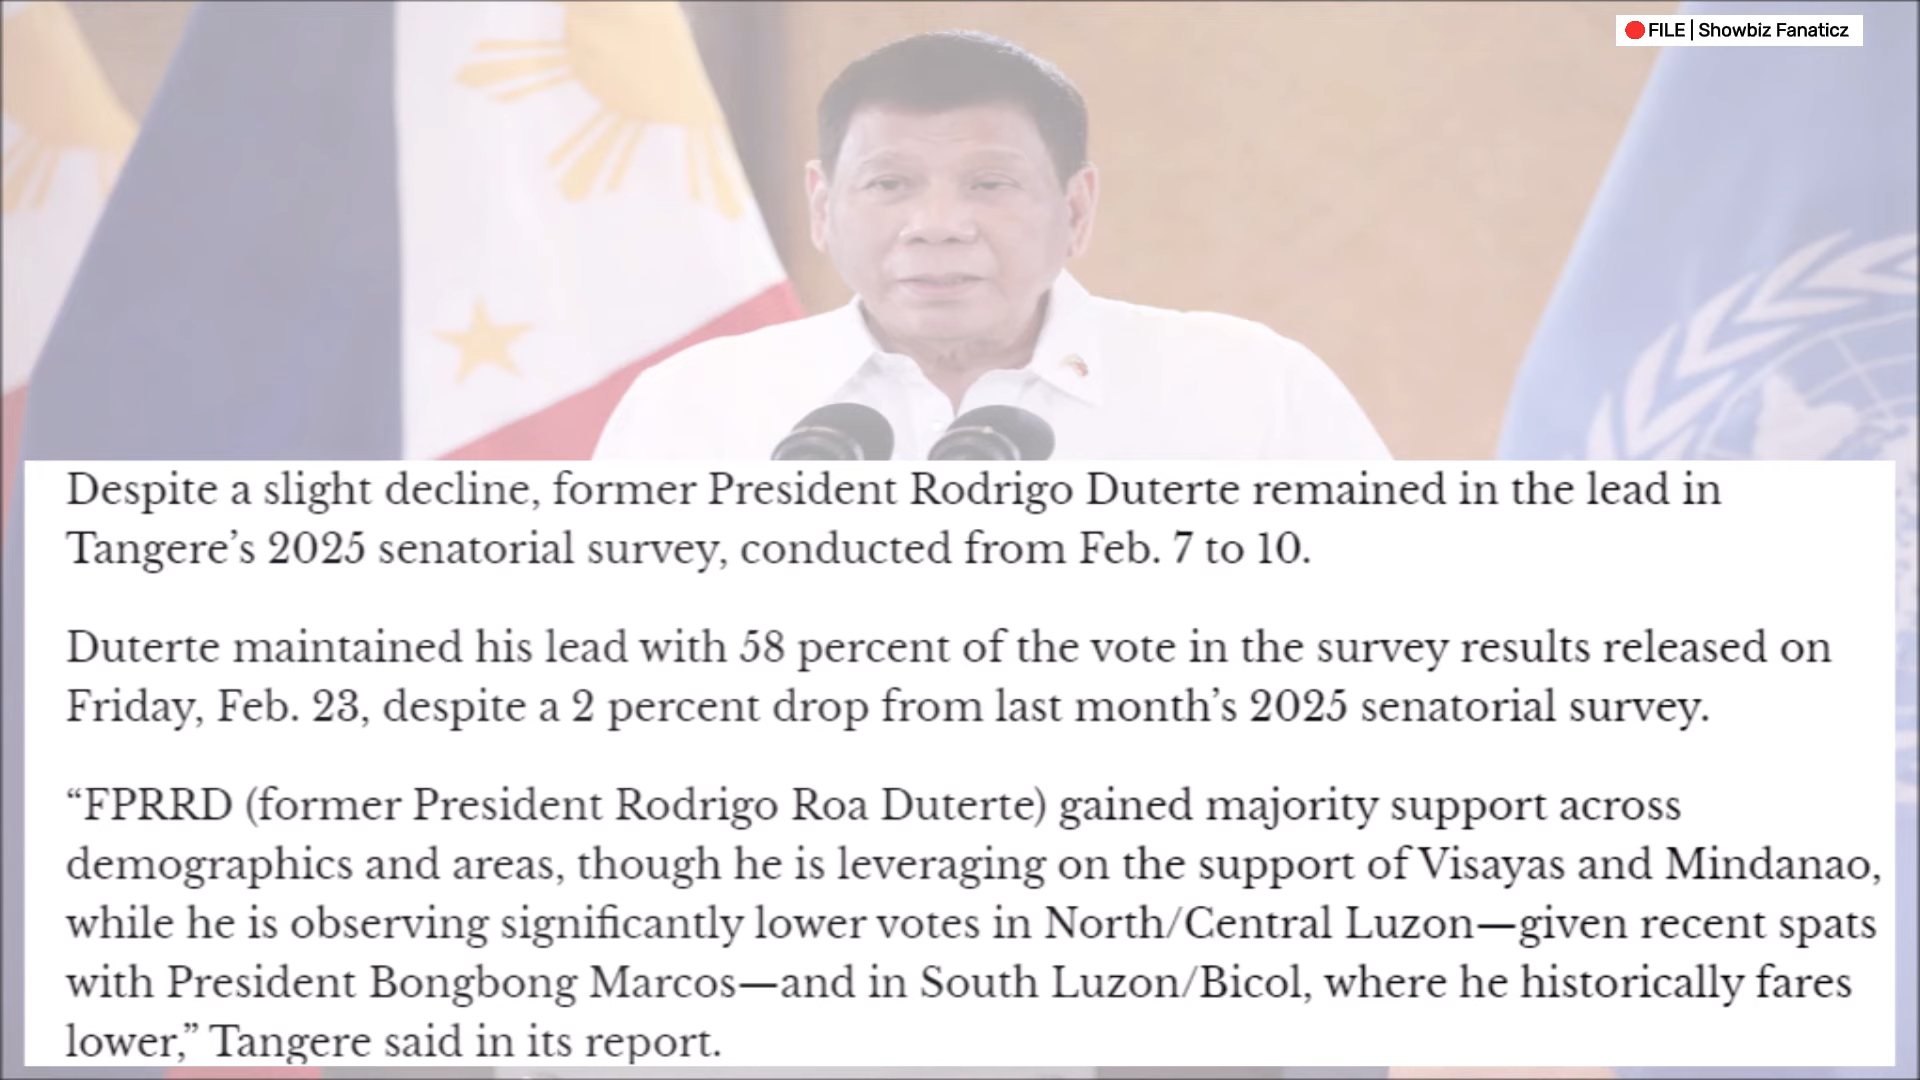 FILE | Showbiz Fanaticz
Despite a slight decline, former President Rodrigo Duterte remained in the lead in
Tangere’s 2025 senatorial survey, conducted from Feb. 7 to 10.
Duterte maintained his lead with 58 percent of the vote in the survey results released on
Friday, Feb. 23, despite a 2 percent drop from last month’s 2025 senatorial survey.
“FPRRD (former President Rodrigo Roa Duterte) gained majority support across
demographics and areas, though he is leveraging on the support of Visayas and Mindanao,
while he is observing significantly lower votes in North/Central Luzon—given recent spats
with President Bongbong Marcos—and in South Luzon/Bicol, where he historically fares
lower,” Tangere said in its report.